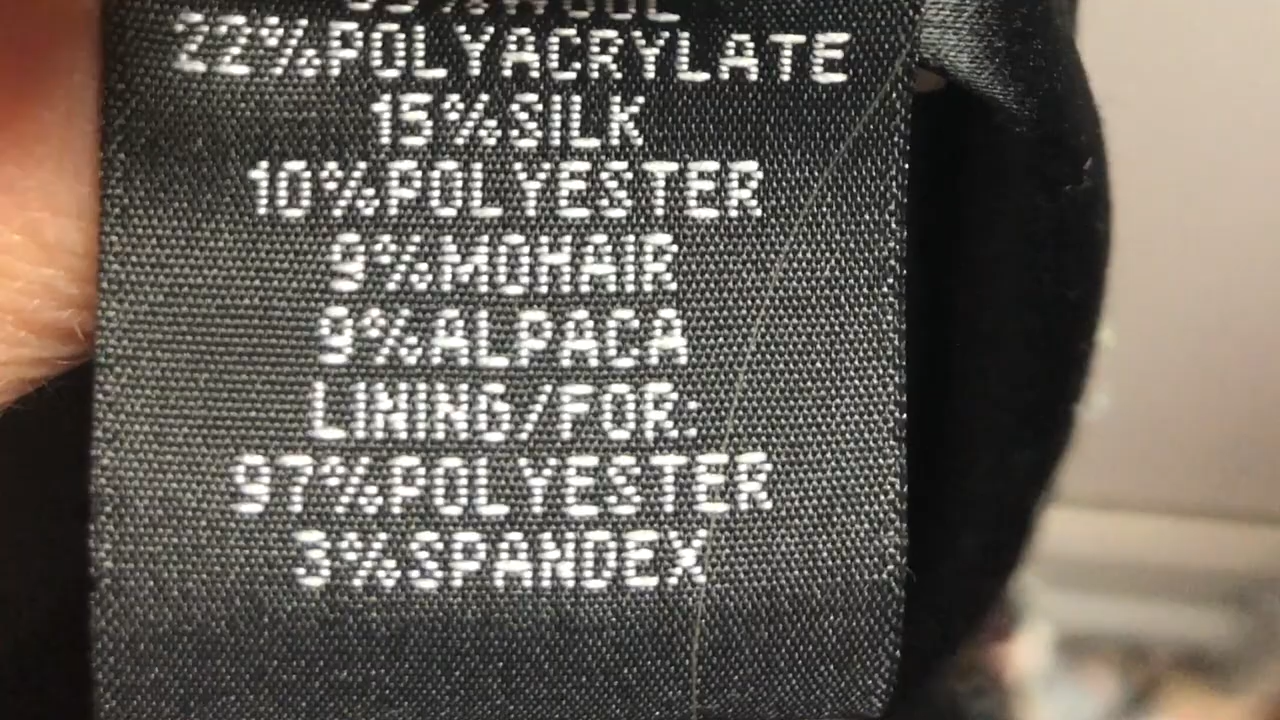 22%POLYACRYLATE
15%SILK
10%POLYESTER
9%MOHAIR
9%ALPACA
LINING/FOR:
97%POLYESTER
3%SPANDEX